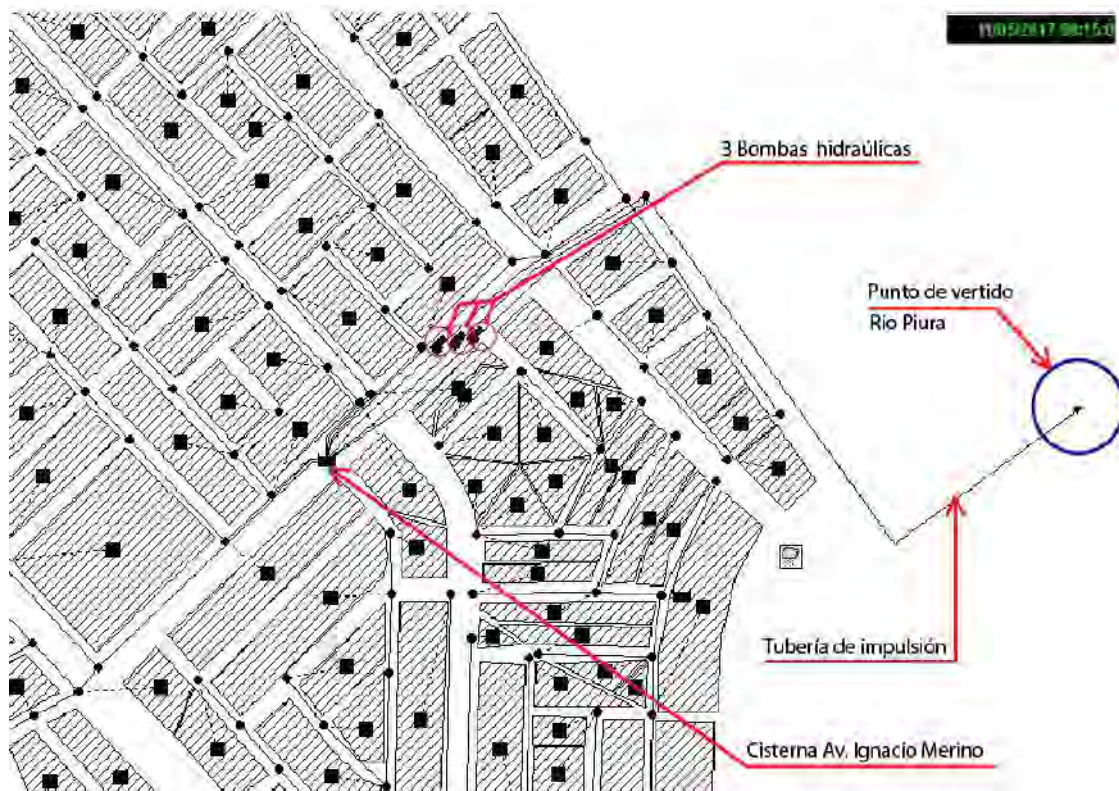 3 Bombas hidraúlicas
Punto de vertido
Río Piura
Tubería de impulsión
Cisterna Av. Ignacio Merino